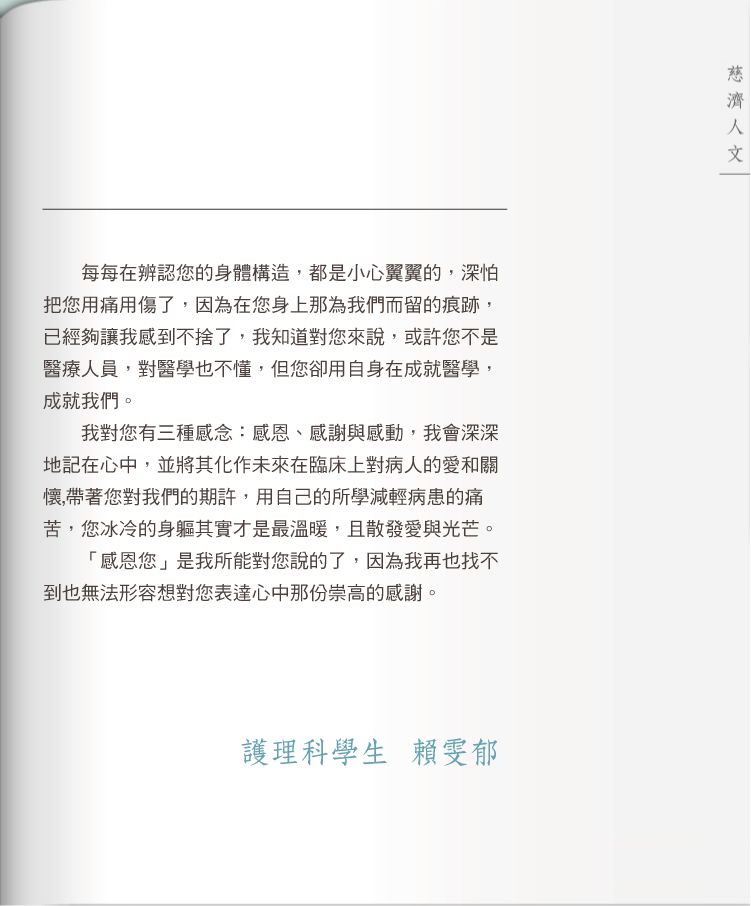 慈濟人文
每每在辨認您的身體構造，都是小心翼翼的，深怕
把您用痛用傷了，因為在您身上那為我們而留的痕跡，
已經夠讓我感到不捨了，我知道對您來說，或許您不是
醫療人員，對醫學也不懂，但您卻用自身在成就醫學，
成就我們。
我對您有三種感念：感恩、感謝與感動，我會深深
地記在心中，並將其化作未來在臨床上對病人的愛和關
懷,帶著您對我們的期許，用自己的所學減輕病患的痛
苦，您冰冷的身軀其實才是最溫暖，且散發愛與光芒。
「感恩您」是我所能對您說的了，因為我再也找不
到也無法形容想對您表達心中那份崇高的感謝。
護理科學生 賴雯郁